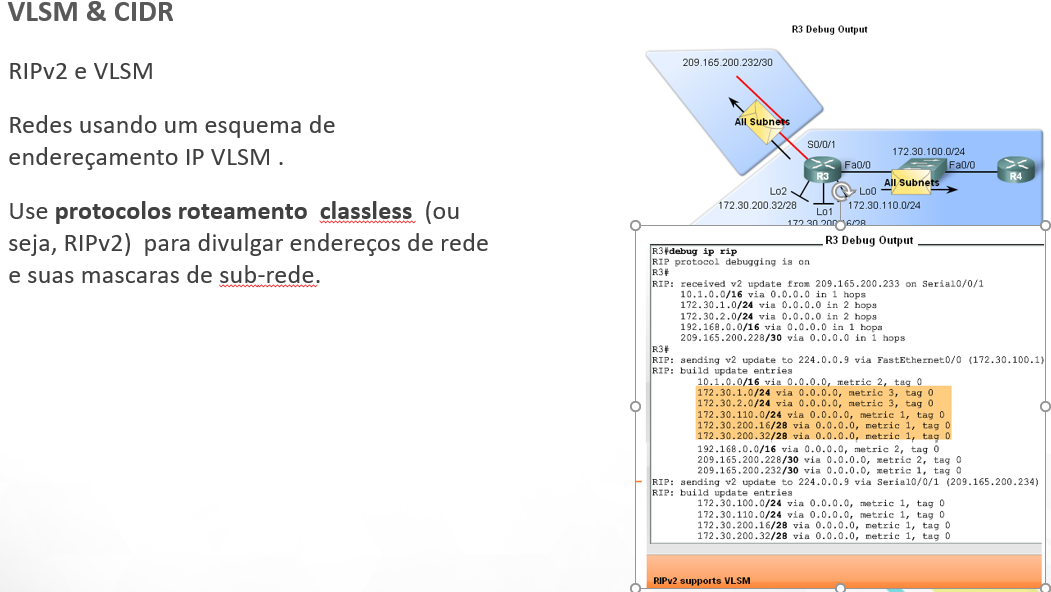 VLSM & CIDR
RIPv2 e VLSM
Redes usando um esquema de
endereçamento IP VLSM .
Use protocolos roteamento classless (ou
seja, RIPv2) para divulgar endereços de rede
e suas mascaras de sub-rede.
R3 Debug Output
209.165.200.232/30
All Subnets
S0/0/1
172.30.100.0/24
Fa0/0
Fa0/0
R3
R4
All Subnets
Lo2
Lo0
172.30.200.32/28
Lo1
172.30.110.0/24
172.30.200.16/28
R3 Debug Output
R3#debug ip rip
RIP protocol debugging is on
R3#
RIP: received v2 update from 209.165.200.233 on Serial0/0/1
10.1.0.0/16 via 0.0.0.0 in 1 hops
172.30.1.0/24 via 0.0.0.0 in 2 hops
172.30.2.0/24 via 0.0.0.0 in 2 hops
192.168.0.0/16 via 0.0.0.0 in 1 hops
209.165.200.228/30 via 0.0.0.0 in 1 hops
R3#
RIP: sending v2 update to 224.0.0.9 via FastEthernet0/0 (172.30.100.1)
RIP: build update entries
10.1.0.0/16 via 0.0.0.0, metric 2, tag 0
172.30.1.0/24 via 0.0.0.0, metric 3, tag 0
172.30.2.0/24 via 0.0.0.0, metric 3, tag 0
172.30.110.0/24 via 0.0.0.0, metric 1, tag 0
172.30.200.16/28 via 0.0.0.0, metric 1, tag 0
172.30.200.32/28 via 0.0.0.0, metric 1, tag 0
192.168.0.0/16 via 0.0.0.0, metric 2, tag 0
209.165.200.228/30 via 0.0.0.0, metric 2, tag 0
209.165.200.232/30 via 0.0.0.0, metric 1, tag 0
RIP: sending v2 update to 224.0.0.9 via Serial0/0/1 (209.165.200.234)
RIP: build update entries
172.30.100.0/24 via 0.0.0.0, metric 1, tag 0
172.30.110.0/24 via 0.0.0.0, metric 1, tag 0
172.30.200.16/28 via 0.0.0.0, metric 1, tag 0
172.30.200.32/28 via 0.0.0.0, metric 1, tag 0
RIPv2 supports VLSM